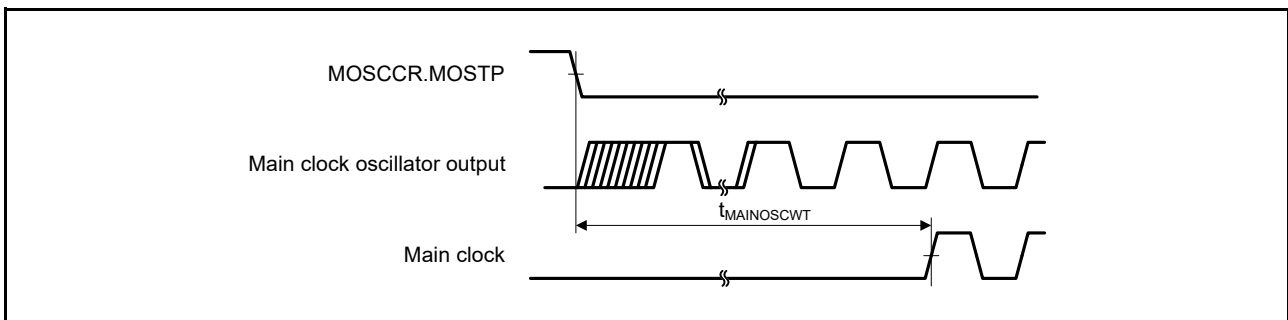 MOSCCR.MOSTP
Main clock oscillator output
tMAINOSCWT
Main clock